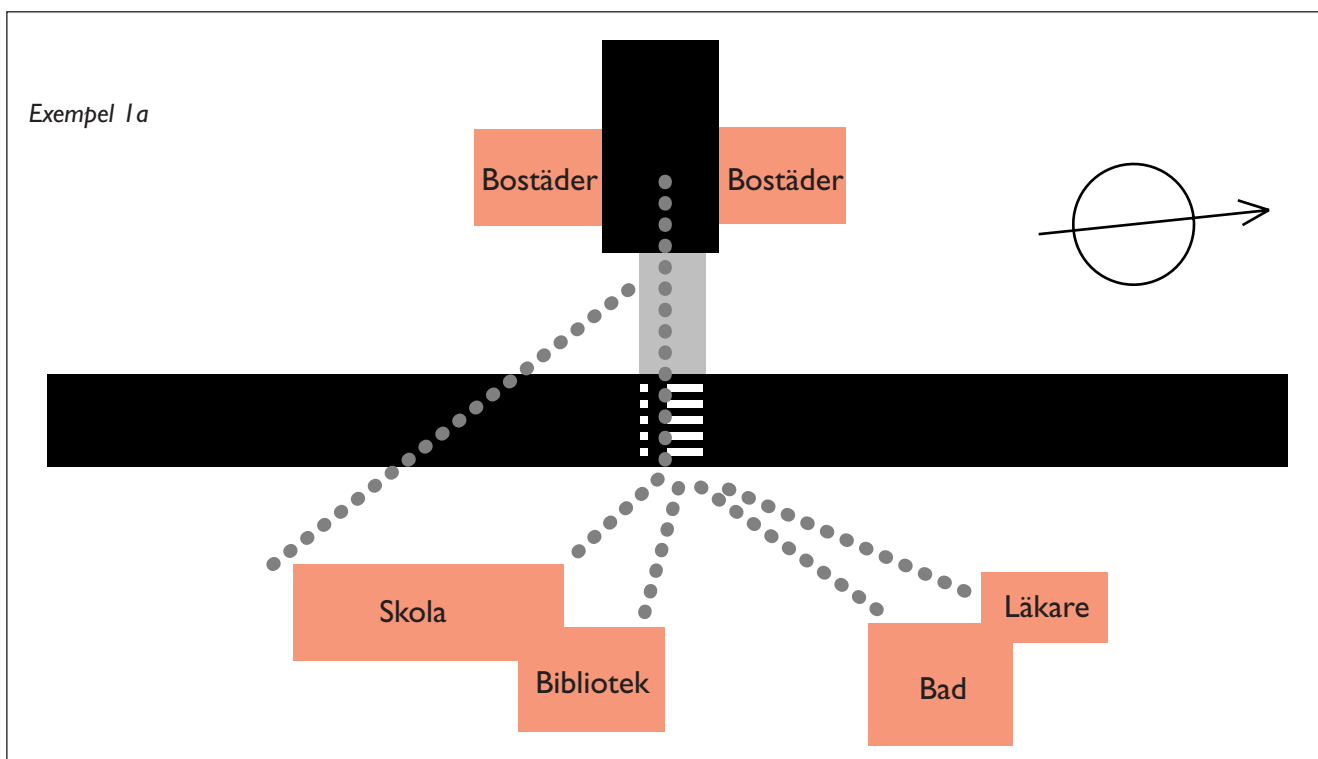 Exempel 1a
Bostäder
Bostäder
Skola
Bibliotek
Läkare
Bad